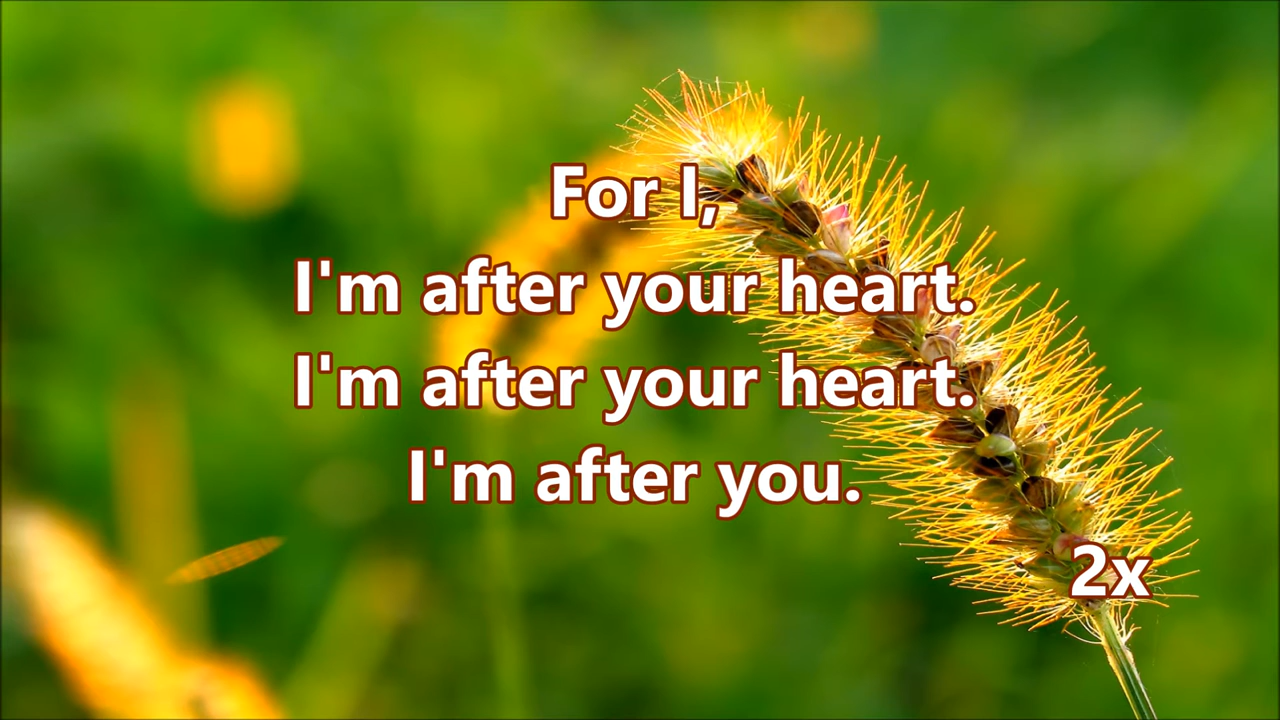 For I,
I'm after your heart.
I'm after your heart.
I'm after you.
2x